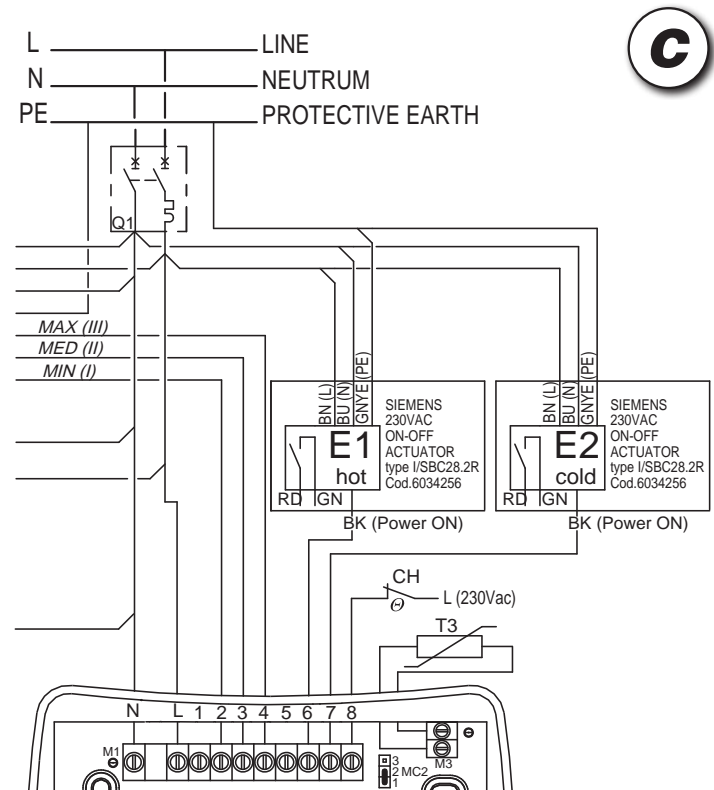 C
L LINE
N NEUTRUM
PE PROTECTIVE EARTH
Q1
MAX (III)
MED (II)
MIN (I)
BN (L)
BU (N)
GNYE (PE)
E1
hot
RD GN
SIEMENS
230VAC
ON-OFF
ACTUATOR
type I/SBC28.2R
Cod.6034256
BK (Power ON)
BN (L)
BU (N)
GNYE (PE)
E2
cold
RD GN
SIEMENS
230VAC
ON-OFF
ACTUATOR
type I/SBC28.2R
Cod.6034256
BK (Power ON)
CH
Θ
L (230Vac)
T3
N L 1 2 3 4 5 6 7 8
M1
3
2
1
MC2
M3